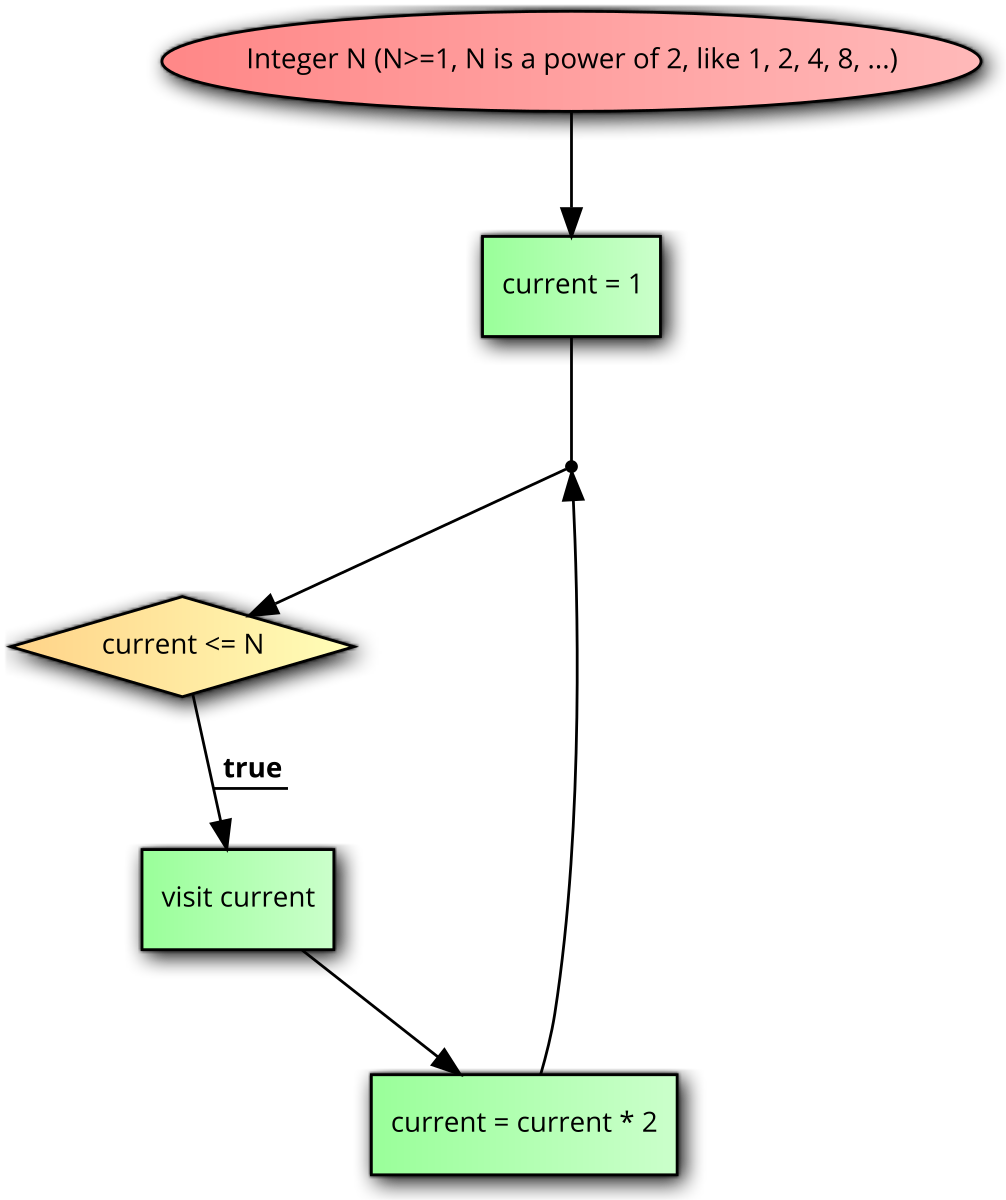 Integer N (N>=1, N is a power of 2, like 1, 2, 4, 8, ...)
current = 1
current <= N
true
visit current
current = current * 2